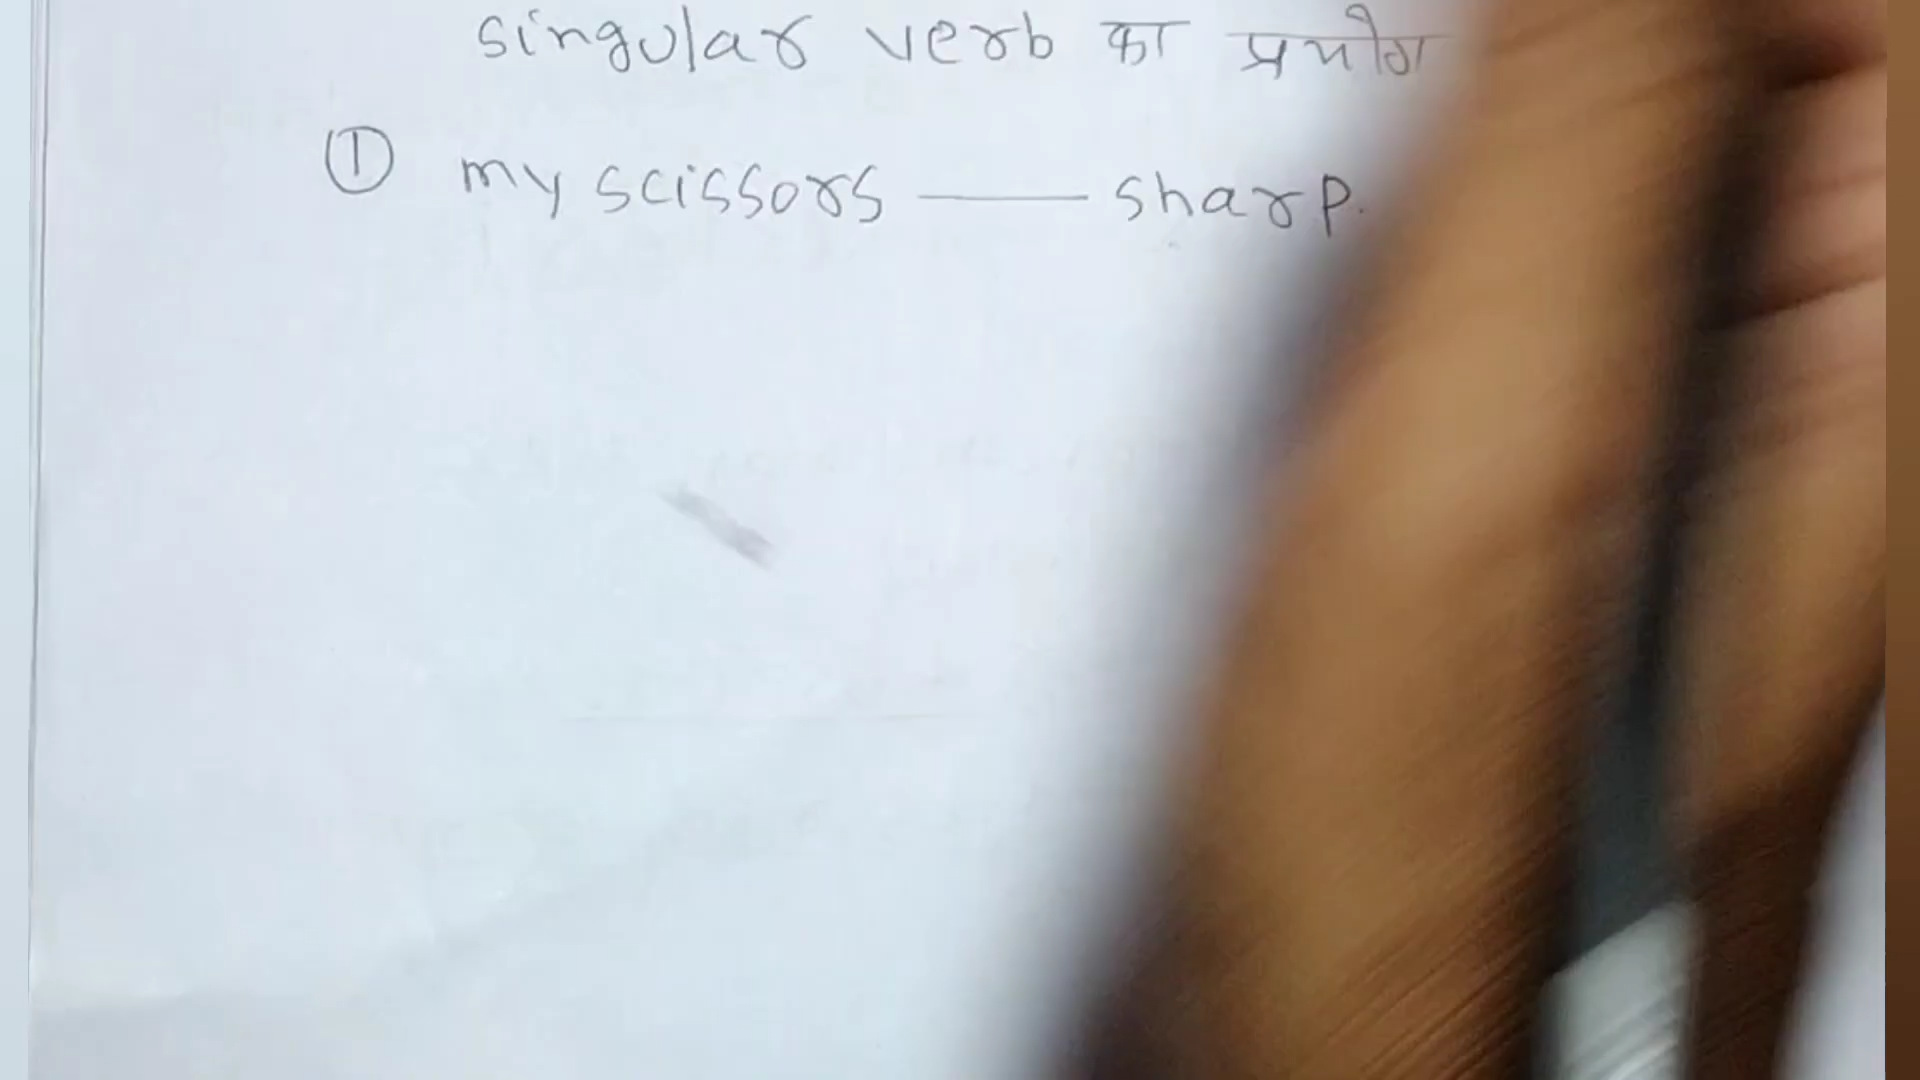 singular verb का प्रयोग
① my scissors —— sharp.